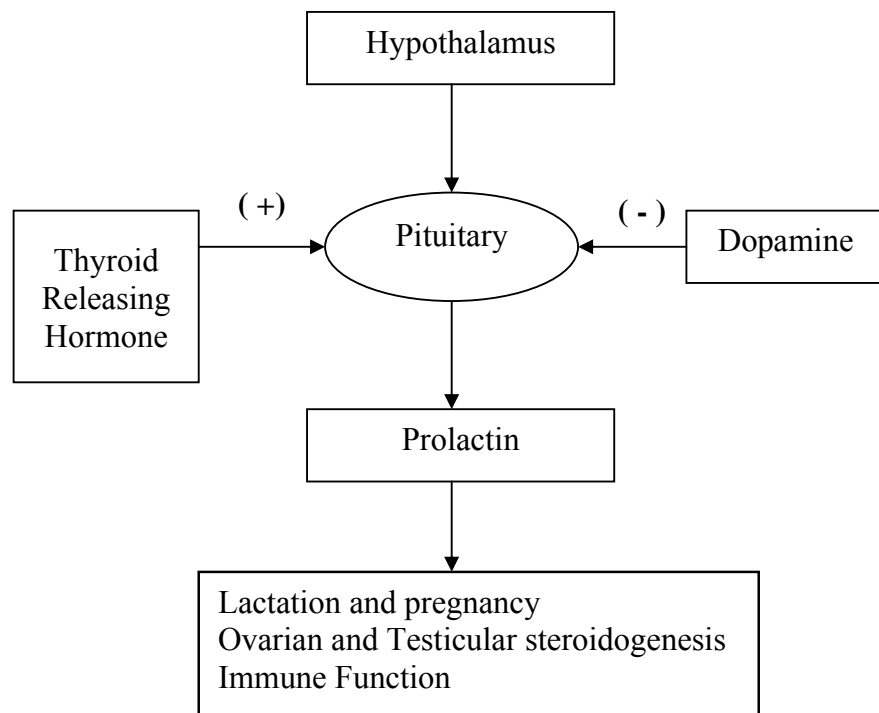 Hypothalamus
( +)
( - )
Thyroid
Releasing
Hormone
Pituitary
Dopamine
Prolactin
Lactation and pregnancy
Ovarian and Testicular steroidogenesis
Immune Function